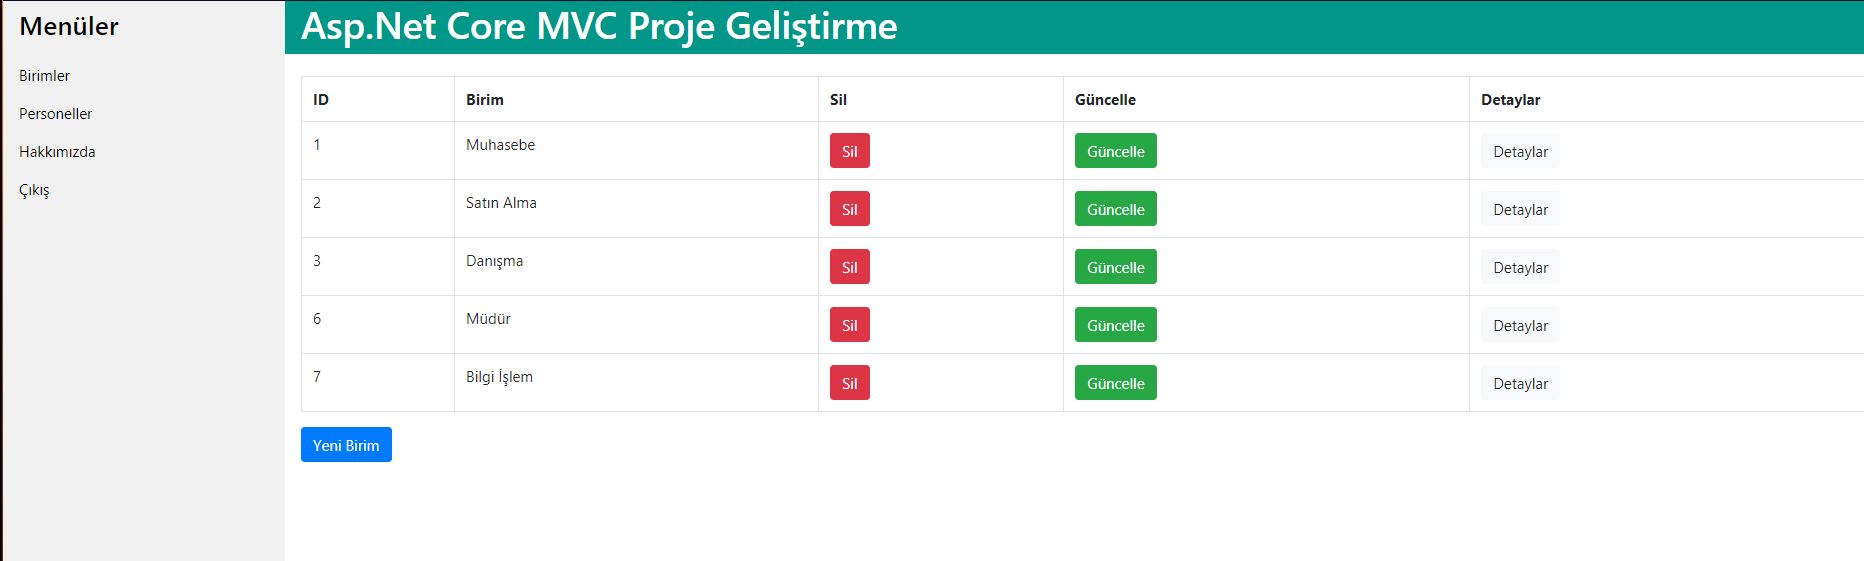 Menüler
Birimler
Personeller
Hakkımızda
Çıkış
Asp.Net Core MVC Proje Geliştirme
ID Birim Sil Güncelle Detaylar
1 Muhasebe Sil Güncelle Detaylar
2 Satın Alma Sil Güncelle Detaylar
3 Danışma Sil Güncelle Detaylar
6 Müdür Sil Güncelle Detaylar
7 Bilgi İşlem Sil Güncelle Detaylar
Yeni Birim